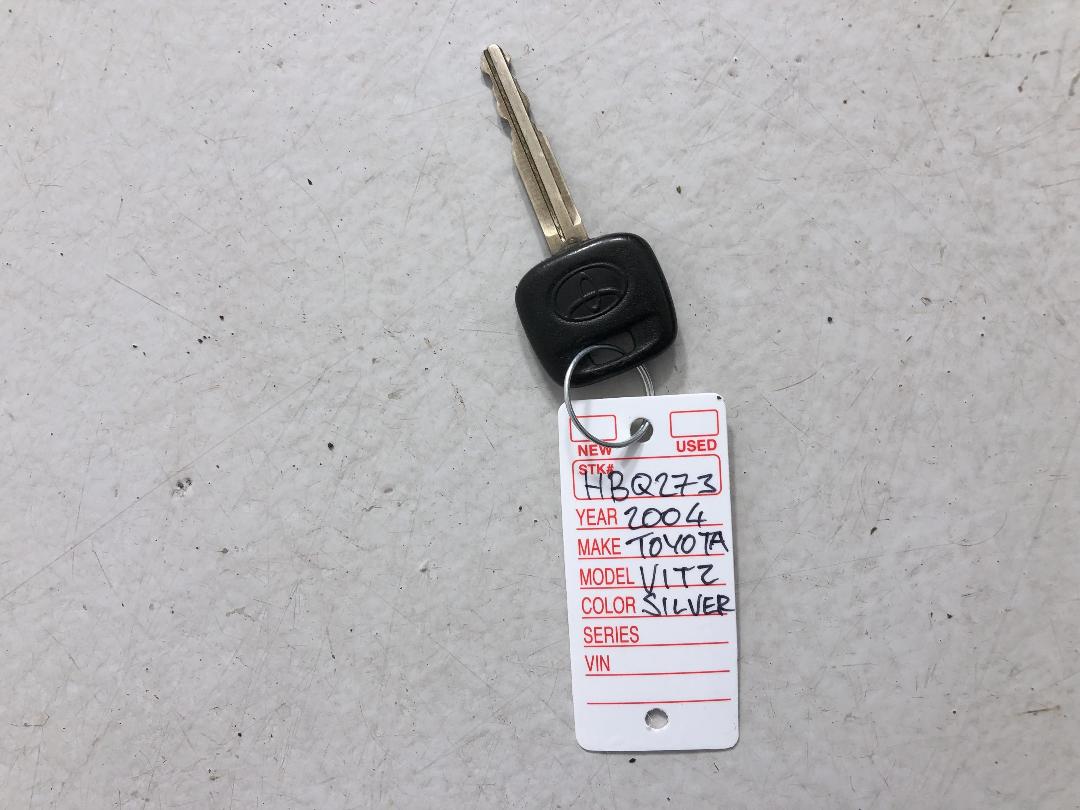 NEW USED
STK#
HBQ273
YEAR 2004
MAKE TOYOTA
MODEL VITZ
COLOR SILVER
SERIES
VIN